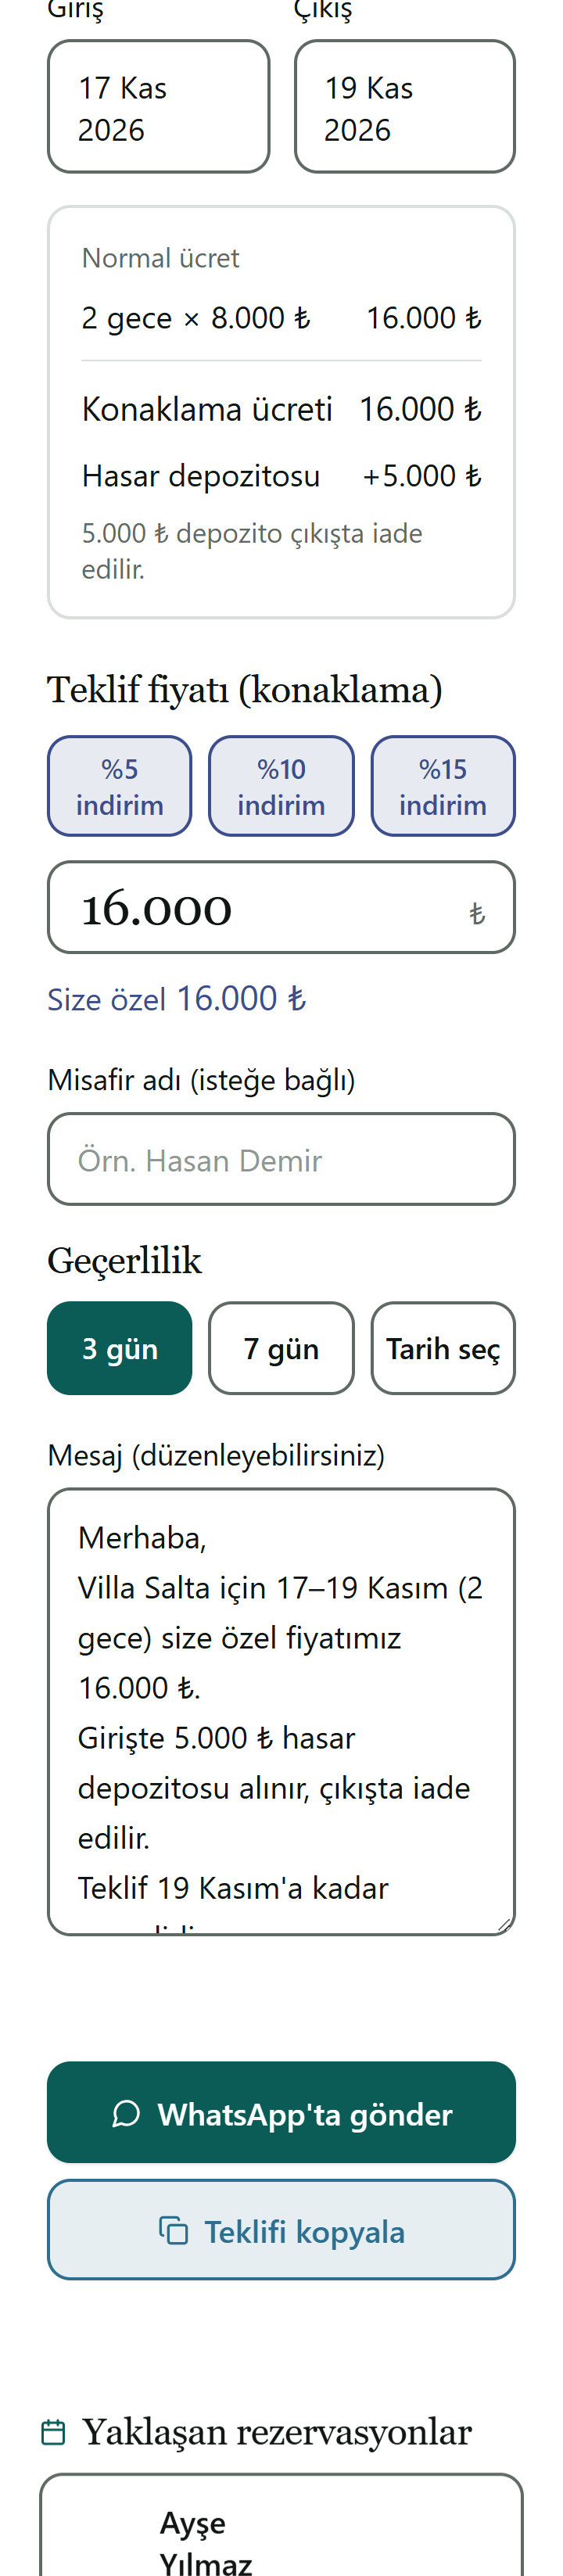 Giriş
Çıkış
17 Kas
2026
19 Kas
2026
Normal ücret
2 gece × 8.000 ₺ 16.000 ₺
Konaklama ücreti 16.000 ₺
Hasar depozitosu +5.000 ₺
5.000 ₺ depozito çıkışta iade
edilir.
Teklif fiyatı (konaklama)
%5
indirim
%10
indirim
%15
indirim
16.000 ₺
Size özel 16.000 ₺
Misafir adı (isteğe bağlı)
Örn. Hasan Demir
Geçerlilik
3 gün
7 gün
Tarih seç
Mesaj (düzenleyebilirsiniz)
Merhaba,
Villa Salta için 17–19 Kasım (2
gece) size özel fiyatımız
16.000 ₺.
Girişte 5.000 ₺ hasar
depozitosu alınır, çıkışta iade
edilir.
Teklif 19 Kasım'a kadar
WhatsApp'ta gönder
Teklifi kopyala
Yaklaşan rezervasyonlar
Ayşe
Yılmaz